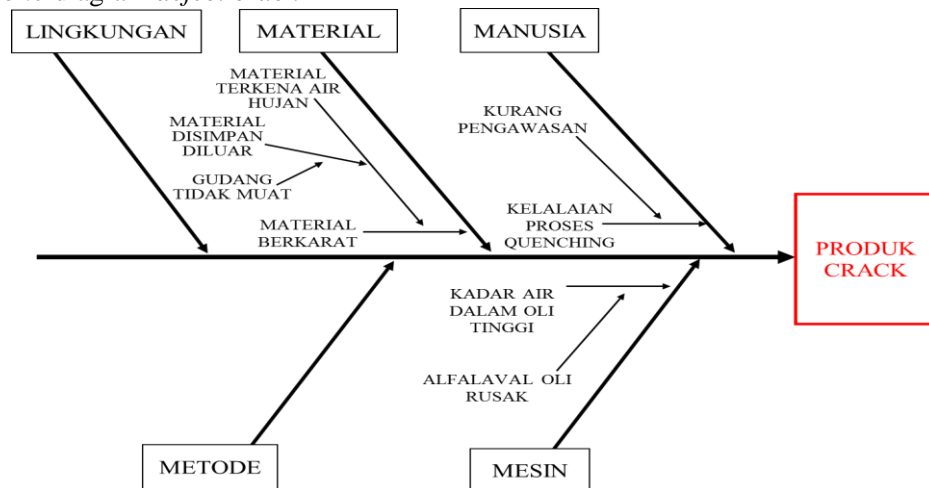 LINGKUNGAN
MATERIAL
MANUSIA
MATERIAL
TERKENA AIR
HUJAN
MATERIAL
DISIMPAN
DILUAR
GUDANG
TIDAK MUAT
MATERIAL
BERKARAT
KURANG
PENGAWASAN
KELALAIAN
PROSES
QUENCHING
PRODUK
CRACK
KADAR AIR
DALAM OLI
TINGGI
ALFALAVAL OLI
RUSAK
METODE
MESIN